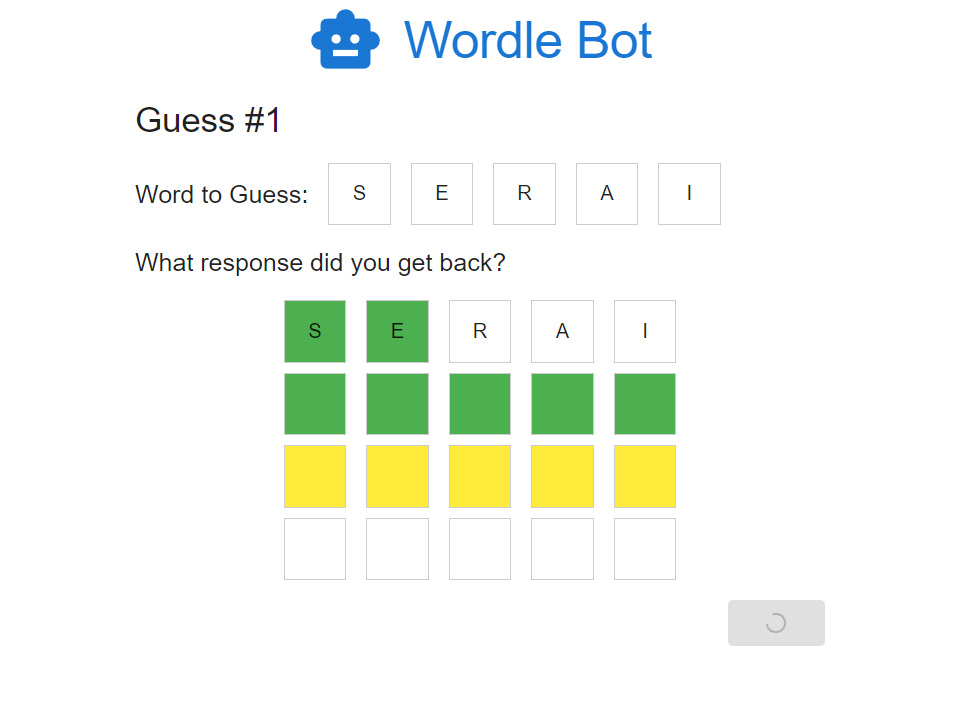 Wordle Bot
Guess #1
Word to Guess: S E R A I
What response did you get back?
S E R A I